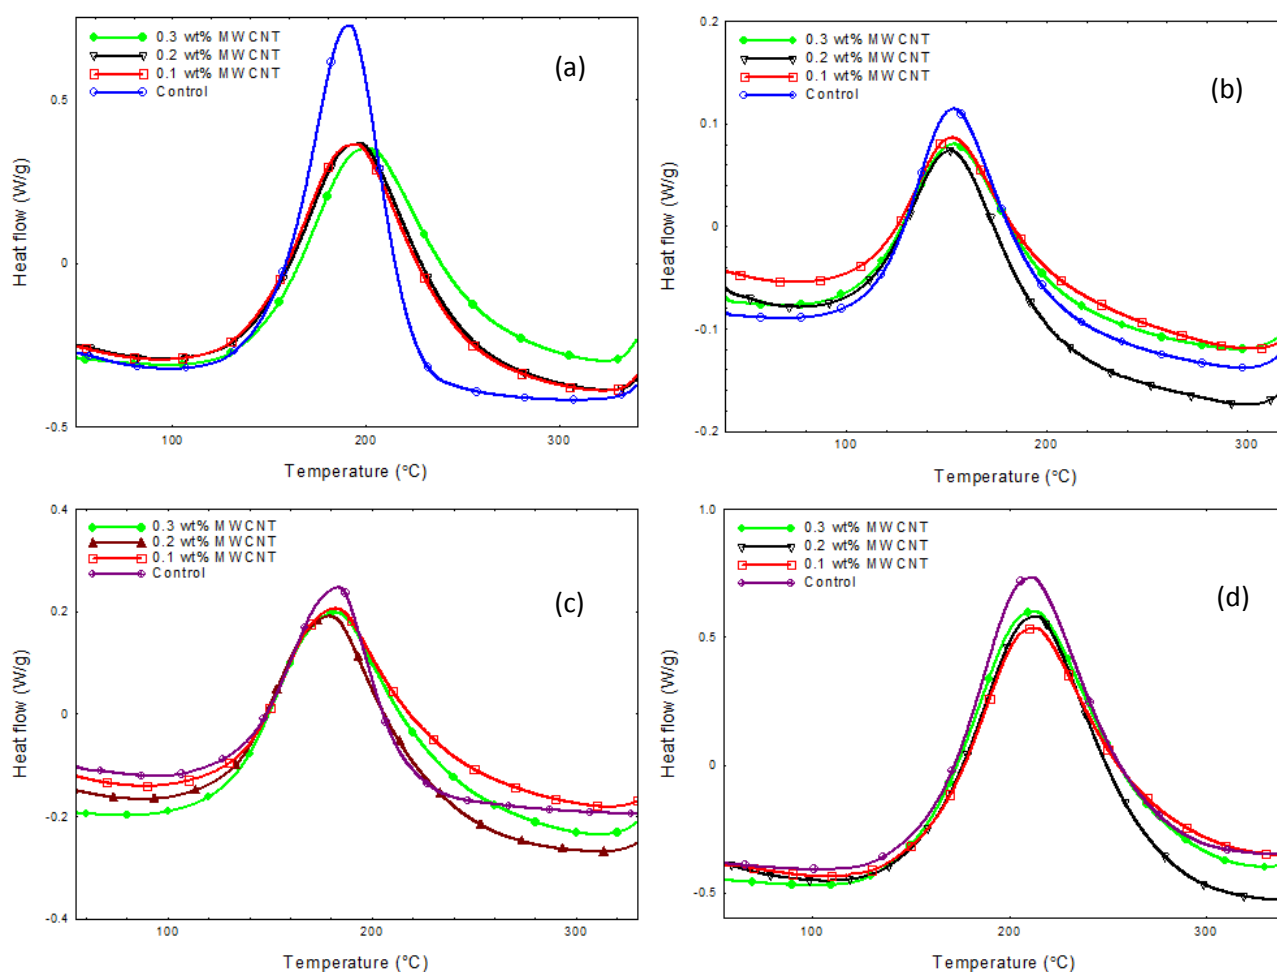 0.3 wt% MWCNT
0.2 wt% MWCNT
0.1 wt% MWCNT
Control
(a)
0.5
0
-0.5
Heat flow (W/g)
100 200 300
Temperature (°C)
0.2
0.3 wt% MWCNT
0.2 wt% MWCNT
0.1 wt% MWCNT
Control
(b)
0.1
0
-0.1
-0.2
Heat flow (W/g)
100 200 300
Temperature (°C)
0.4
0.3 wt% MWCNT
0.2 wt% MWCNT
0.1 wt% MWCNT
Control
(c)
0.2
0
-0.2
-0.4
Heat flow (W/g)
100 200 300
Temperature (°C)
1.0
0.3 wt% MWCNT
0.2 wt% MWCNT
0.1 wt% MWCNT
Control
(d)
0.5
0
-0.5
Heat flow (W/g)
100 200 300
Temperature (°C)